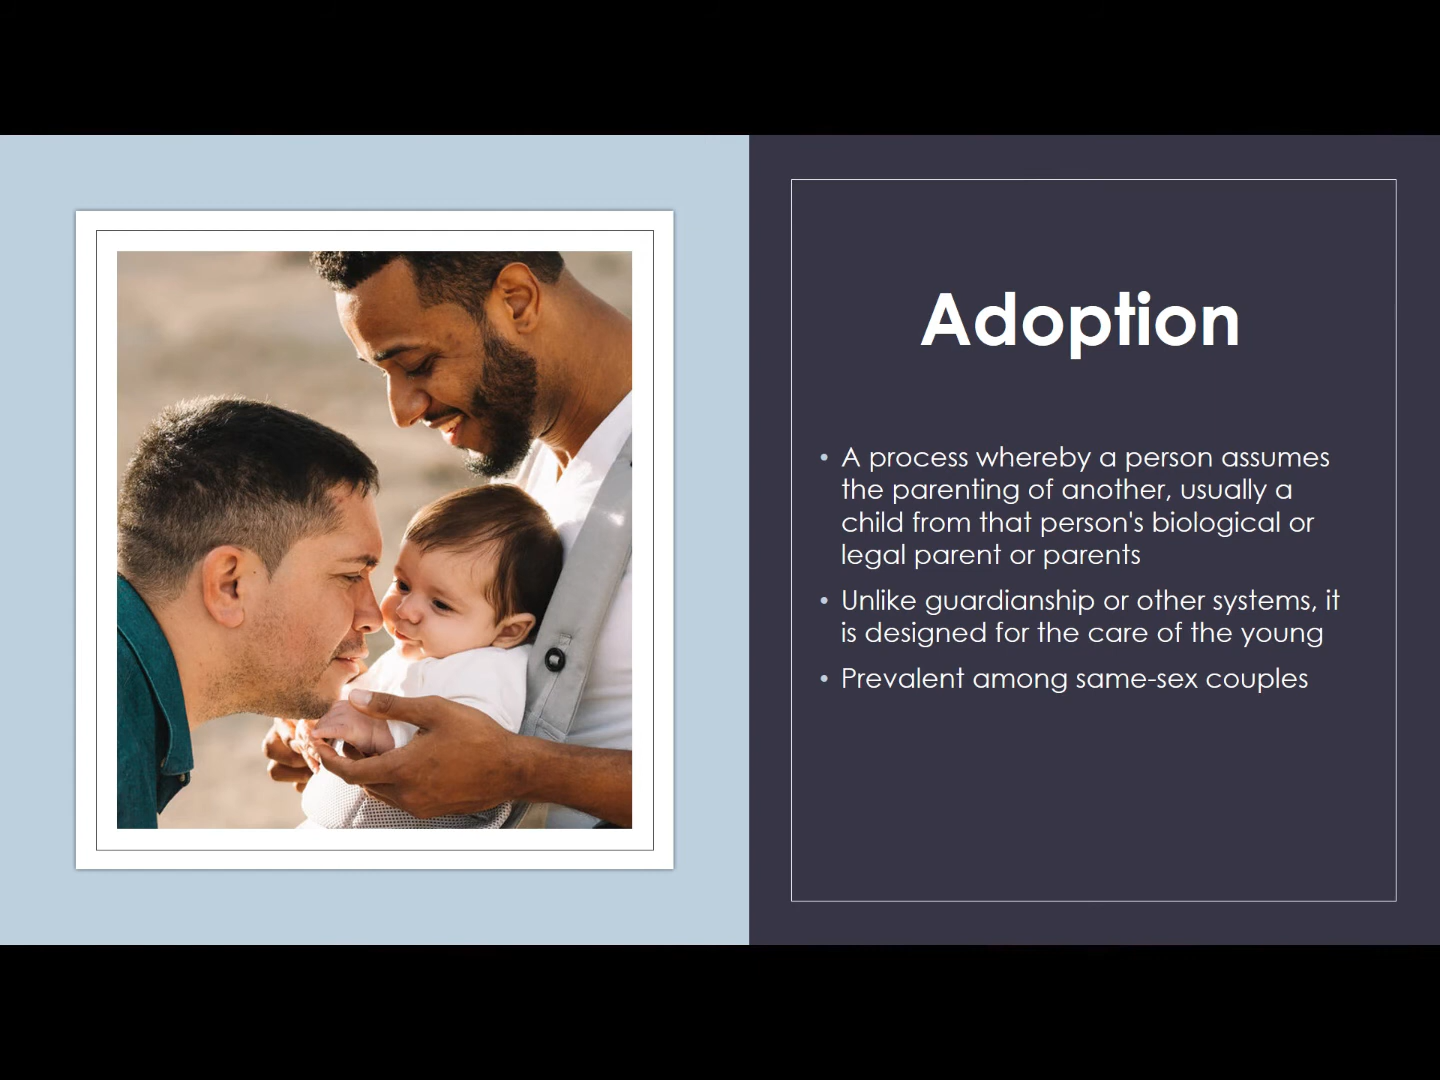 Adoption
• A process whereby a person assumes
the parenting of another, usually a
child from that person's biological or
legal parent or parents
• Unlike guardianship or other systems, it
is designed for the care of the young
• Prevalent among same-sex couples